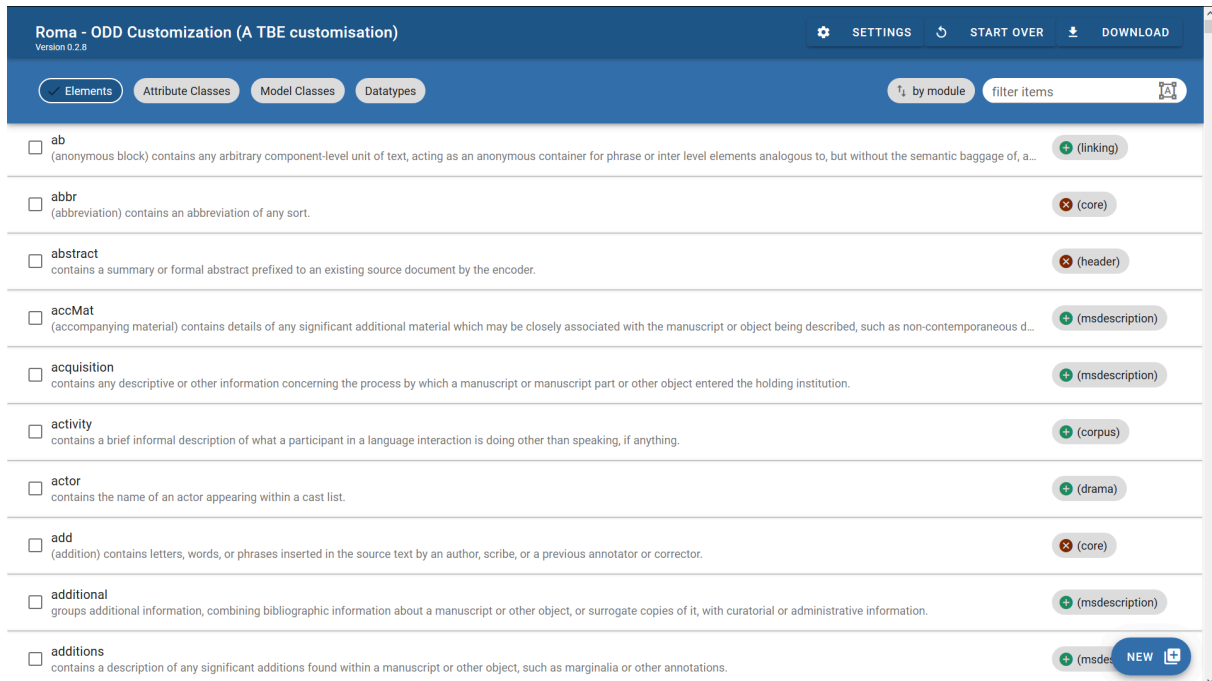 Roma - ODD Customization (A TBE customisation)
Version 0.2.8
SETTINGS
START OVER
DOWNLOAD
Elements
Attribute Classes
Model Classes
Datatypes
by module
filter items
ab
(anonymous block) contains any arbitrary component-level unit of text, acting as an anonymous container for phrase or inter level elements analogous to, but without the semantic baggage of, a...
(linking)
abbr
(abbreviation) contains an abbreviation of any sort.
(core)
abstract
contains a summary or formal abstract prefixed to an existing source document by the encoder.
(header)
accMat
(accompanying material) contains details of any significant additional material which may be closely associated with the manuscript or object being described, such as non-contemporaneous d...
(msdescription)
acquisition
contains any descriptive or other information concerning the process by which a manuscript or manuscript part or other object entered the holding institution.
(msdescription)
activity
contains a brief informal description of what a participant in a language interaction is doing other than speaking, if anything.
(corpus)
actor
contains the name of an actor appearing within a cast list.
(drama)
add
(addition) contains letters, words, or phrases inserted in the source text by an author, scribe, or a previous annotator or corrector.
(core)
additional
groups additional information, combining bibliographic information about a manuscript or other object, or surrogate copies of it, with curatorial or administrative information.
(msdescription)
additions
contains a description of any significant additions found within a manuscript or other object, such as marginalia or other annotations.
(msde
NEW